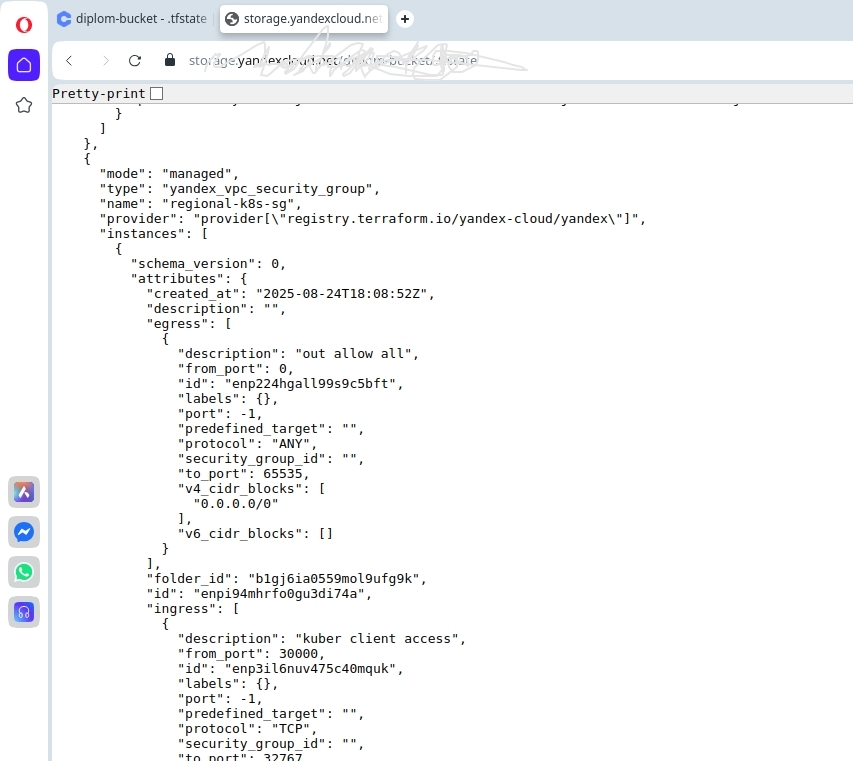 diplom-bucket - .tfstate
storage.yandexcloud.net
Pretty-print
}
]
},
{
"mode": "managed",
"type": "yandex_vpc_security_group",
"name": "regional-k8s-sg",
"provider": "provider[\"registry.terraform.io/yandex-cloud/yandex\"]",
"instances": [
{
"schema_version": 0,
"attributes": {
"created_at": "2025-08-24T18:08:52Z",
"description": "",
"egress": [
{
"description": "out allow all",
"from_port": 0,
"id": "enp224hgall99s9c5bft",
"labels": {},
"port": -1,
"predefined_target": "",
"protocol": "ANY",
"security_group_id": "",
"to_port": 65535,
"v4_cidr_blocks": [
"0.0.0.0/0"
],
"v6_cidr_blocks": []
}
],
"folder_id": "b1gj6ia0559mol9ufg9k",
"id": "enpi94mhrfo0gu3di74a",
"ingress": [
{
"description": "kuber client access",
"from_port": 30000,
"id": "enp3il6nuv475c40mquk",
"labels": {},
"port": -1,
"predefined_target": "",
"protocol": "TCP",
"security_group_id": "",
"to_port": 32767,